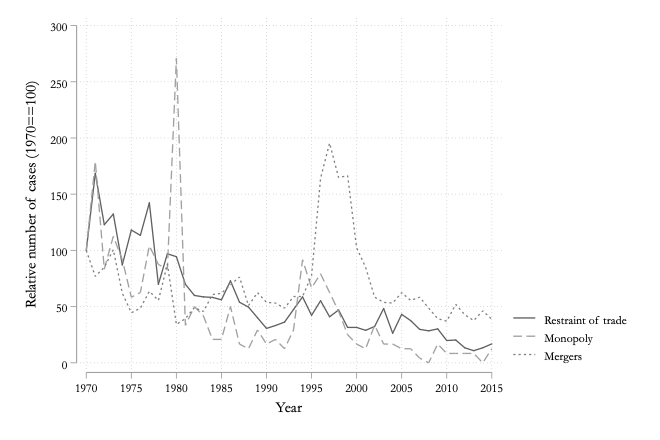 Relative number of cases (1970==100)
300
250
200
150
100
50
0
1970 1975 1980 1985 1990 1995 2000 2005 2010 2015
Year
Restraint of trade
Monopoly
Mergers